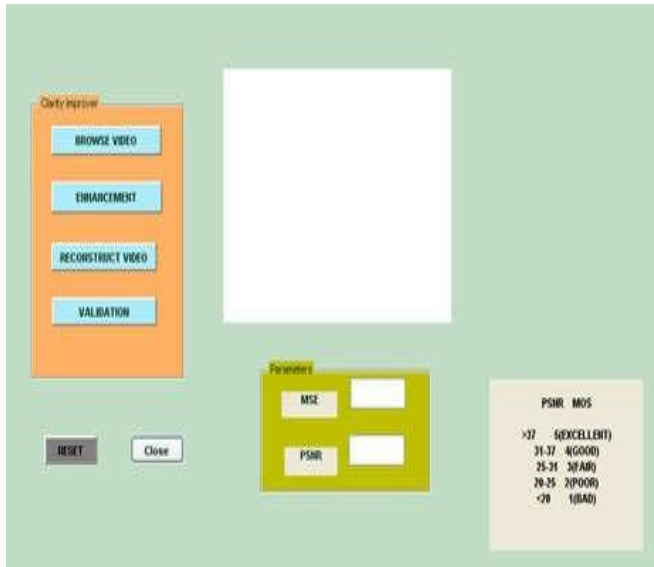 Clarity Improver
BROWSE VIDEO
ENHANCEMENT
RECONSTRUCT VIDEO
VALIDATION
RESET
Close
Parameters
MSE
PSNR
PSNR MOS
>37 5(EXCELLENT)
31-37 4(GOOD)
25-31 3(FAIR)
20-25 2(POOR)
<20 1(BAD)